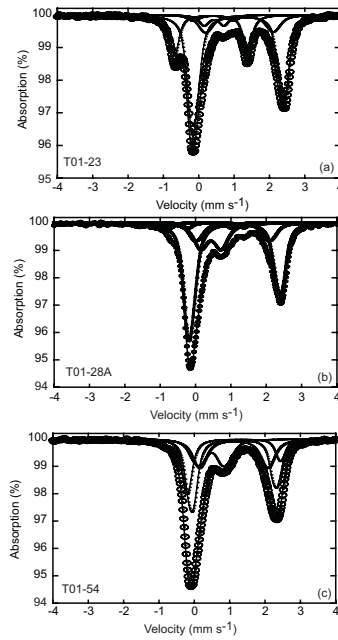 100
99
98
97
96
95
Absorption (%)
T01-23
(a)
-4 -3 -2 -1 0 1 2 3 4
Velocity (mm s-1)
100
99
98
97
96
95
94
Absorption (%)
T01-28A
(b)
-4 -3 -2 -1 0 1 2 3 4
Velocity (mm s-1)
100
99
98
97
96
95
94
Absorption (%)
T01-54
(c)
-4 -3 -2 -1 0 1 2 3 4
Velocity (mm s-1)